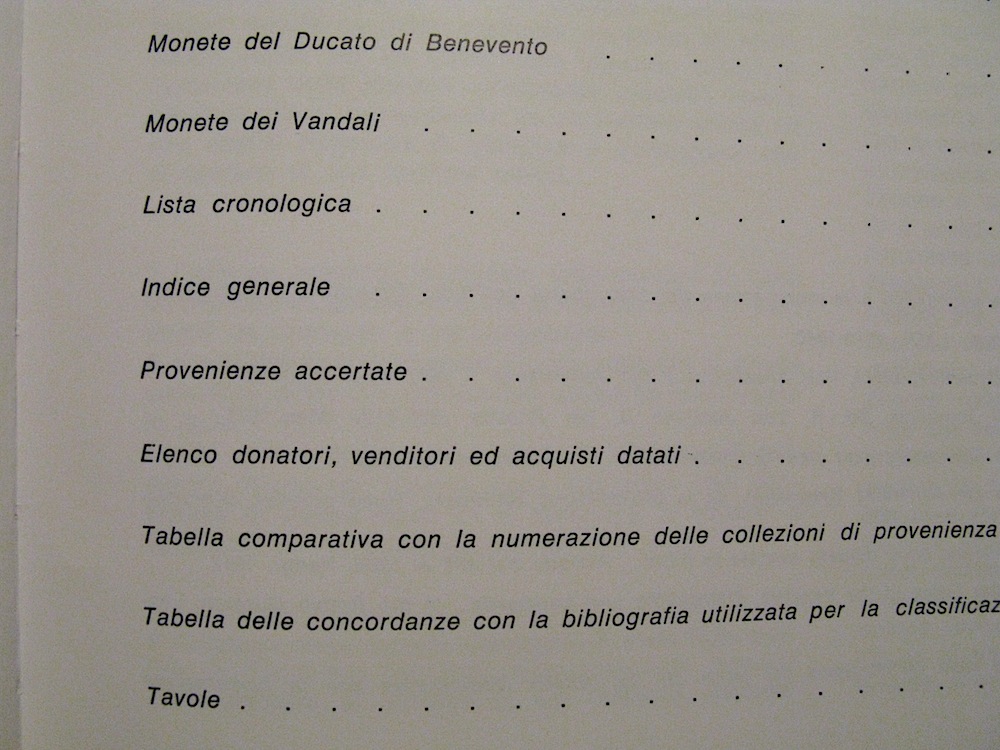 Monete del Ducato di Benevento . . . . . . . . . .
Monete dei Vandali . . . . . . . . . . . . .
Lista cronologica . . . . . . . . . . . . . .
Indice generale . . . . . . . . . . . . . .
Provenienze accertate . . . . . . . . . . . . .
Elenco donatori, venditori ed acquisti datati . . . . . . . .
Tabella comparativa con la numerazione delle collezioni di provenienza
Tabella delle concordanze con la bibliografia utilizzata per la classificaz
Tavole . . . . . . . . . . . . . . . . .